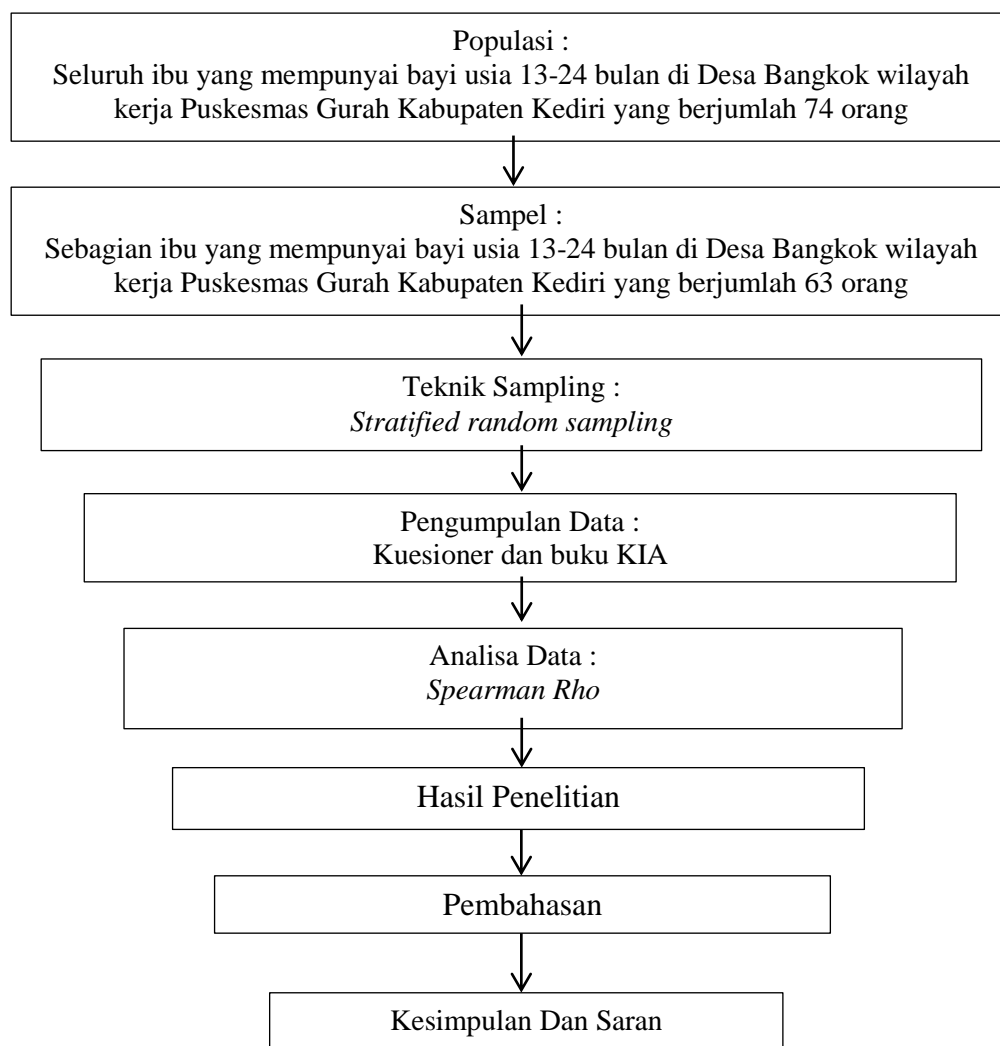 Populasi :
Seluruh ibu yang mempunyai bayi usia 13-24 bulan di Desa Bangkok wilayah
kerja Puskesmas Gurah Kabupaten Kediri yang berjumlah 74 orang
Sampel :
Sebagian ibu yang mempunyai bayi usia 13-24 bulan di Desa Bangkok wilayah
kerja Puskesmas Gurah Kabupaten Kediri yang berjumlah 63 orang
Teknik Sampling :
Stratified random sampling
Pengumpulan Data :
Kuesioner dan buku KIA
Analisa Data :
Spearman Rho
Hasil Penelitian
Pembahasan
Kesimpulan Dan Saran